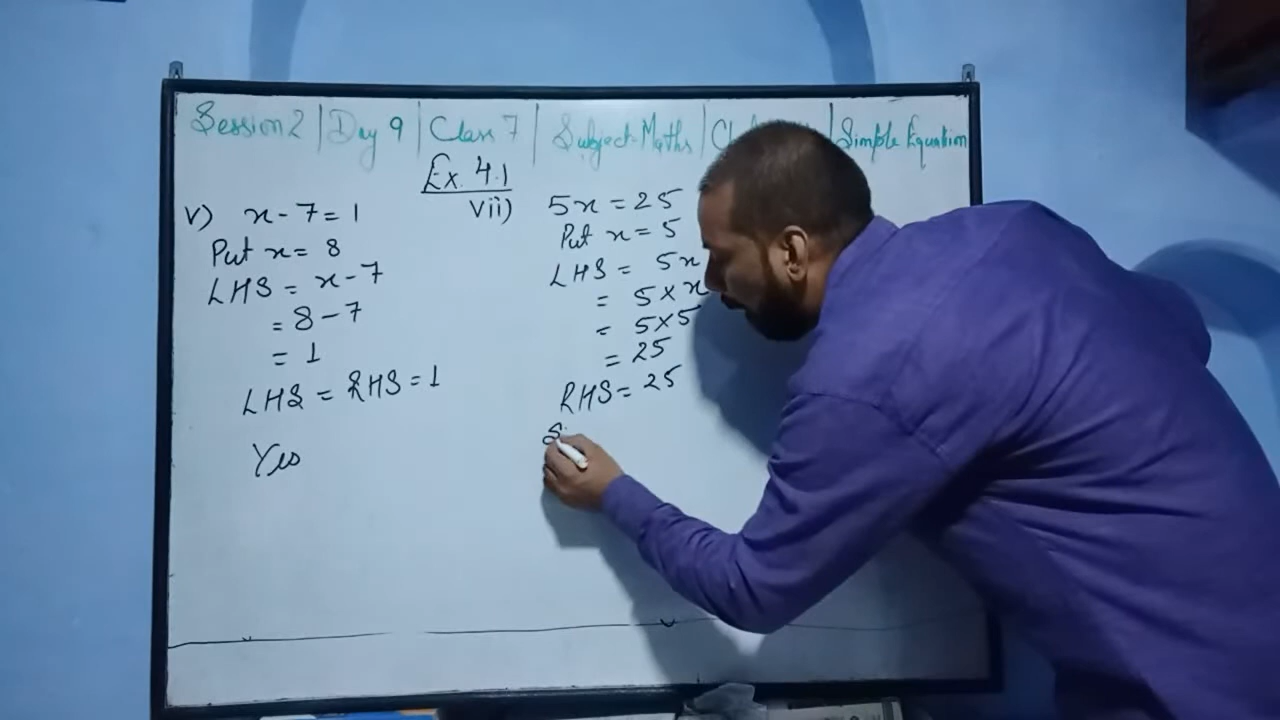 Session 2 | Day 9 | Class 7 | Subject-Maths | | Simple Equation
Ex. 4.1
v) x - 7 = 1
Put x = 8
LHS = x - 7
= 8 - 7
= 1
LHS = RHS = 1
Yes
vii) 5x = 25
Put x = 5
LHS = 5x
= 5 × x
= 5 × 5
= 25
RHS = 25